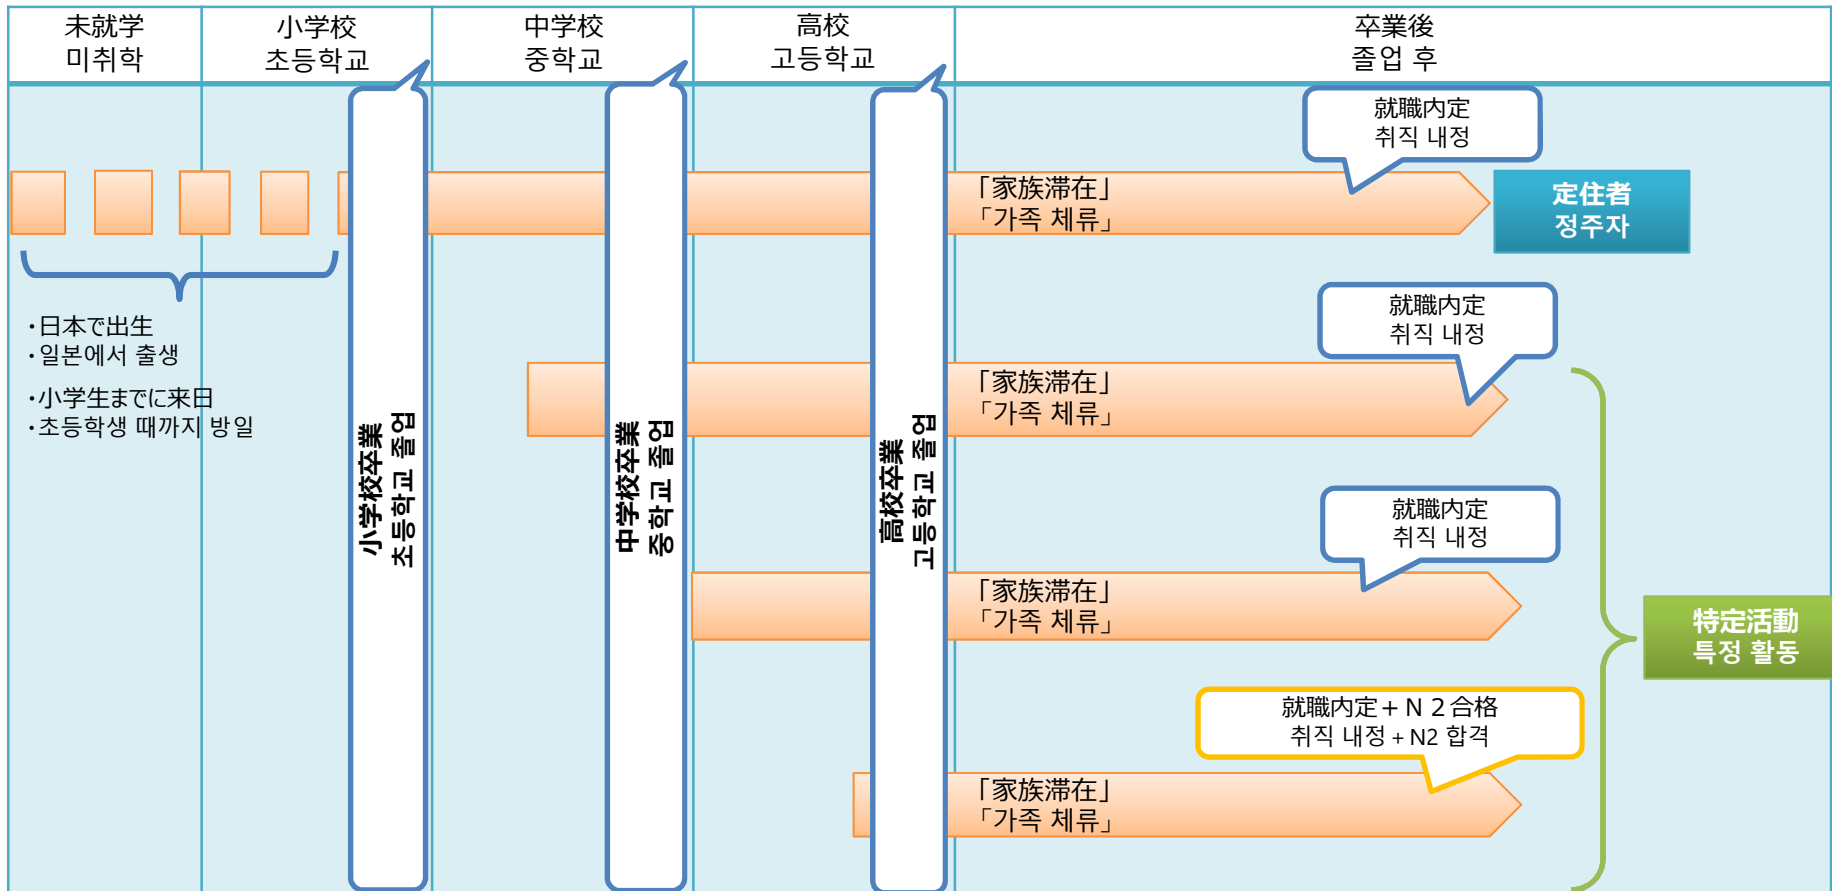 未就学
미취학
小学校
초등학교
中学校
중학교
高校
고등학교
卒業後
졸업 후
就職内定
취직 내정
「家族滞在」
「가족 체류」
定住者
정주자
・日本で出生
・일본에서 출생
・小学生までに来日
・초등학생 때까지 방일
就職内定
취직 내정
「家族滞在」
「가족 체류」
小学校卒業
초등학교 졸업
中学校卒業
중학교 졸업
高校卒業
고등학교 졸업
就職内定
취직 내정
「家族滞在」
「가족 체류」
特定活動
특정 활동
就職内定+N2合格
취직 내정+N2 합격
「家族滞在」
「가족 체류」